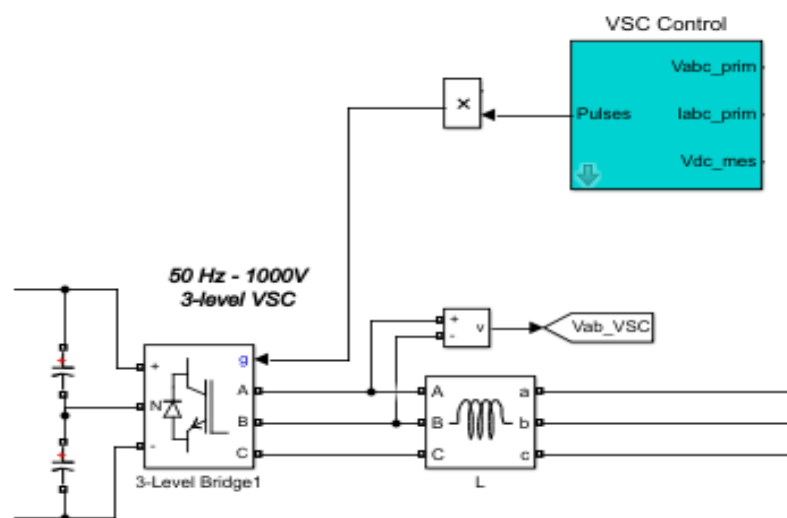 VSC Control
Vabc_prim
×
Pulses
Iabc_prim
Vdc_mes
50 Hz - 1000V
3-level VSC
+
-
v
Vab_VSC
+
g
A
A
a
N
B
B
b
-
C
C
c
3-Level Bridge1
L
+
+